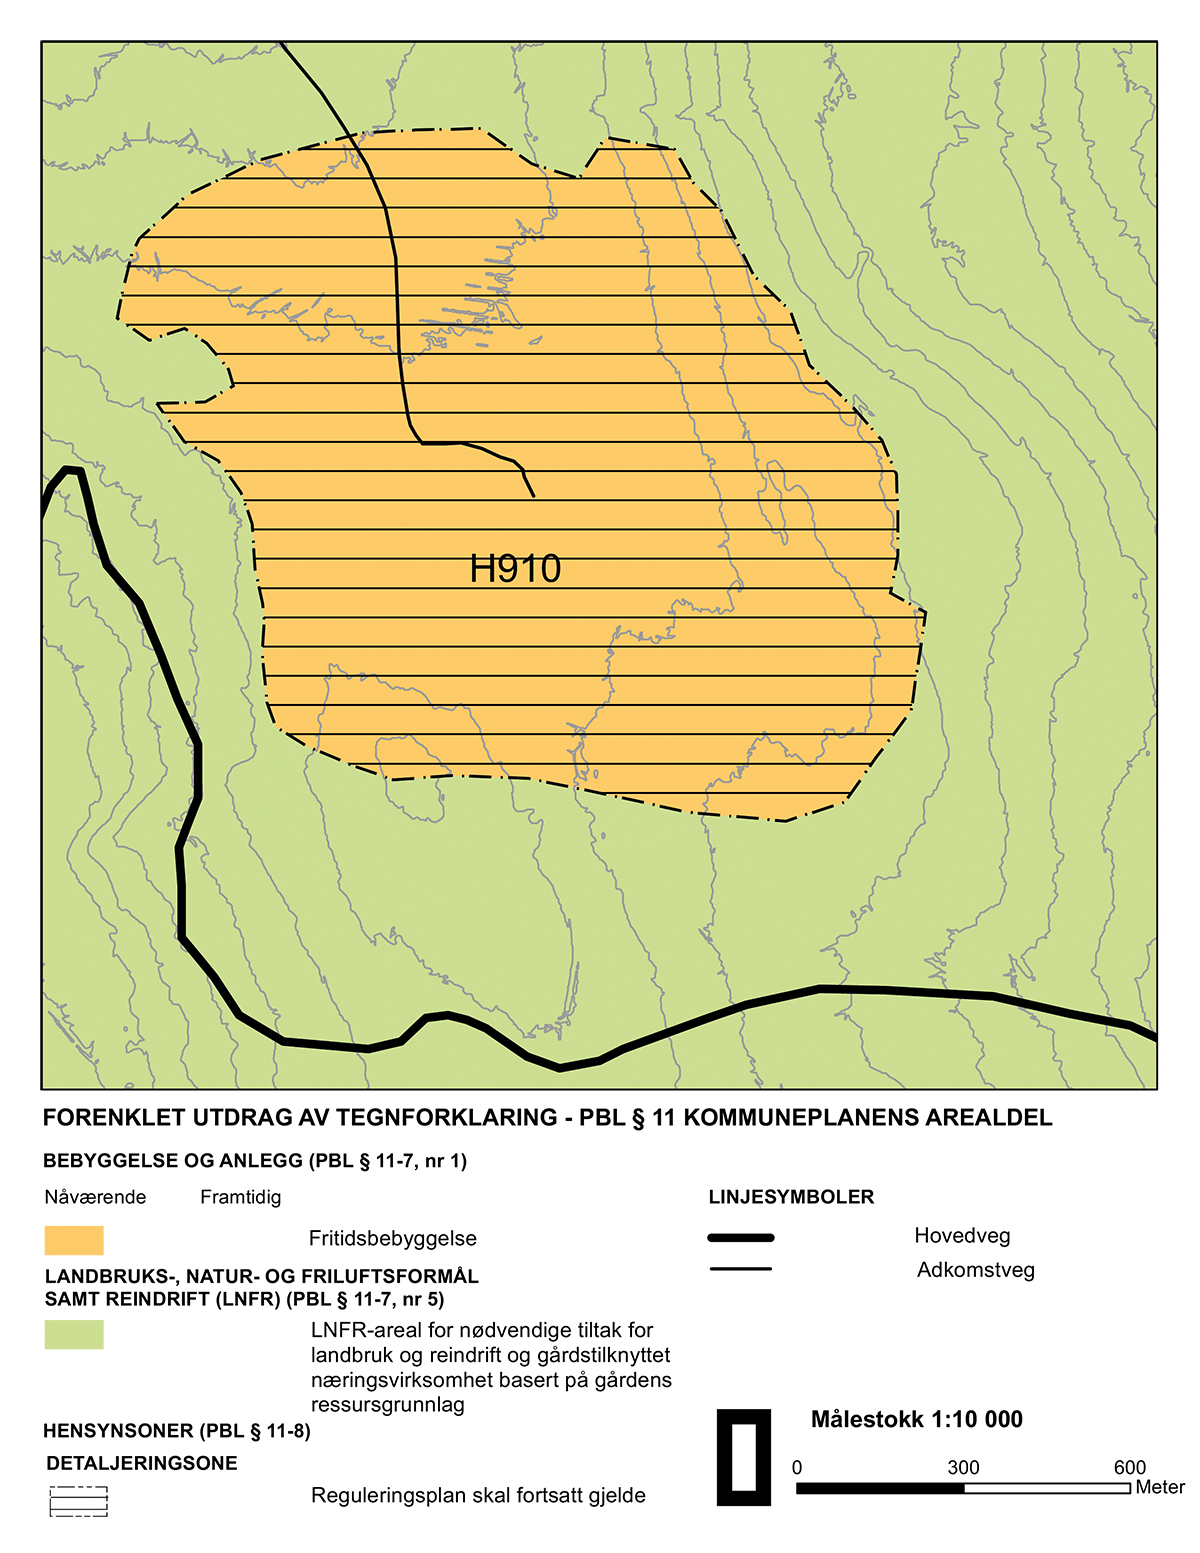 H910
FORENKLET UTDRAG AV TEGNFORKLARING - PBL § 11 KOMMUNEPLANENS AREALDEL
BEBYGGELSE OG ANLEGG (PBL § 11-7, nr 1)
Nåværende Framtidig
Fritidsbebyggelse
LANDBRUKS-, NATUR- OG FRILUFTSFORMÅL
SAMT REINDRIFT (LNFR) (PBL § 11-7, nr 5)
LNFR-areal for nødvendige tiltak for
landbruk og reindrift og gårdstilknyttet
næringsvirksomhet basert på gårdens
ressursgrunnlag
HENSYNSONER (PBL § 11-8)
DETALJERINGSONE
Reguleringsplan skal fortsatt gjelde
LINJESYMBOLER
Hovedveg
Adkomstveg
Målestokk 1:10 000
0 300 600
Meter